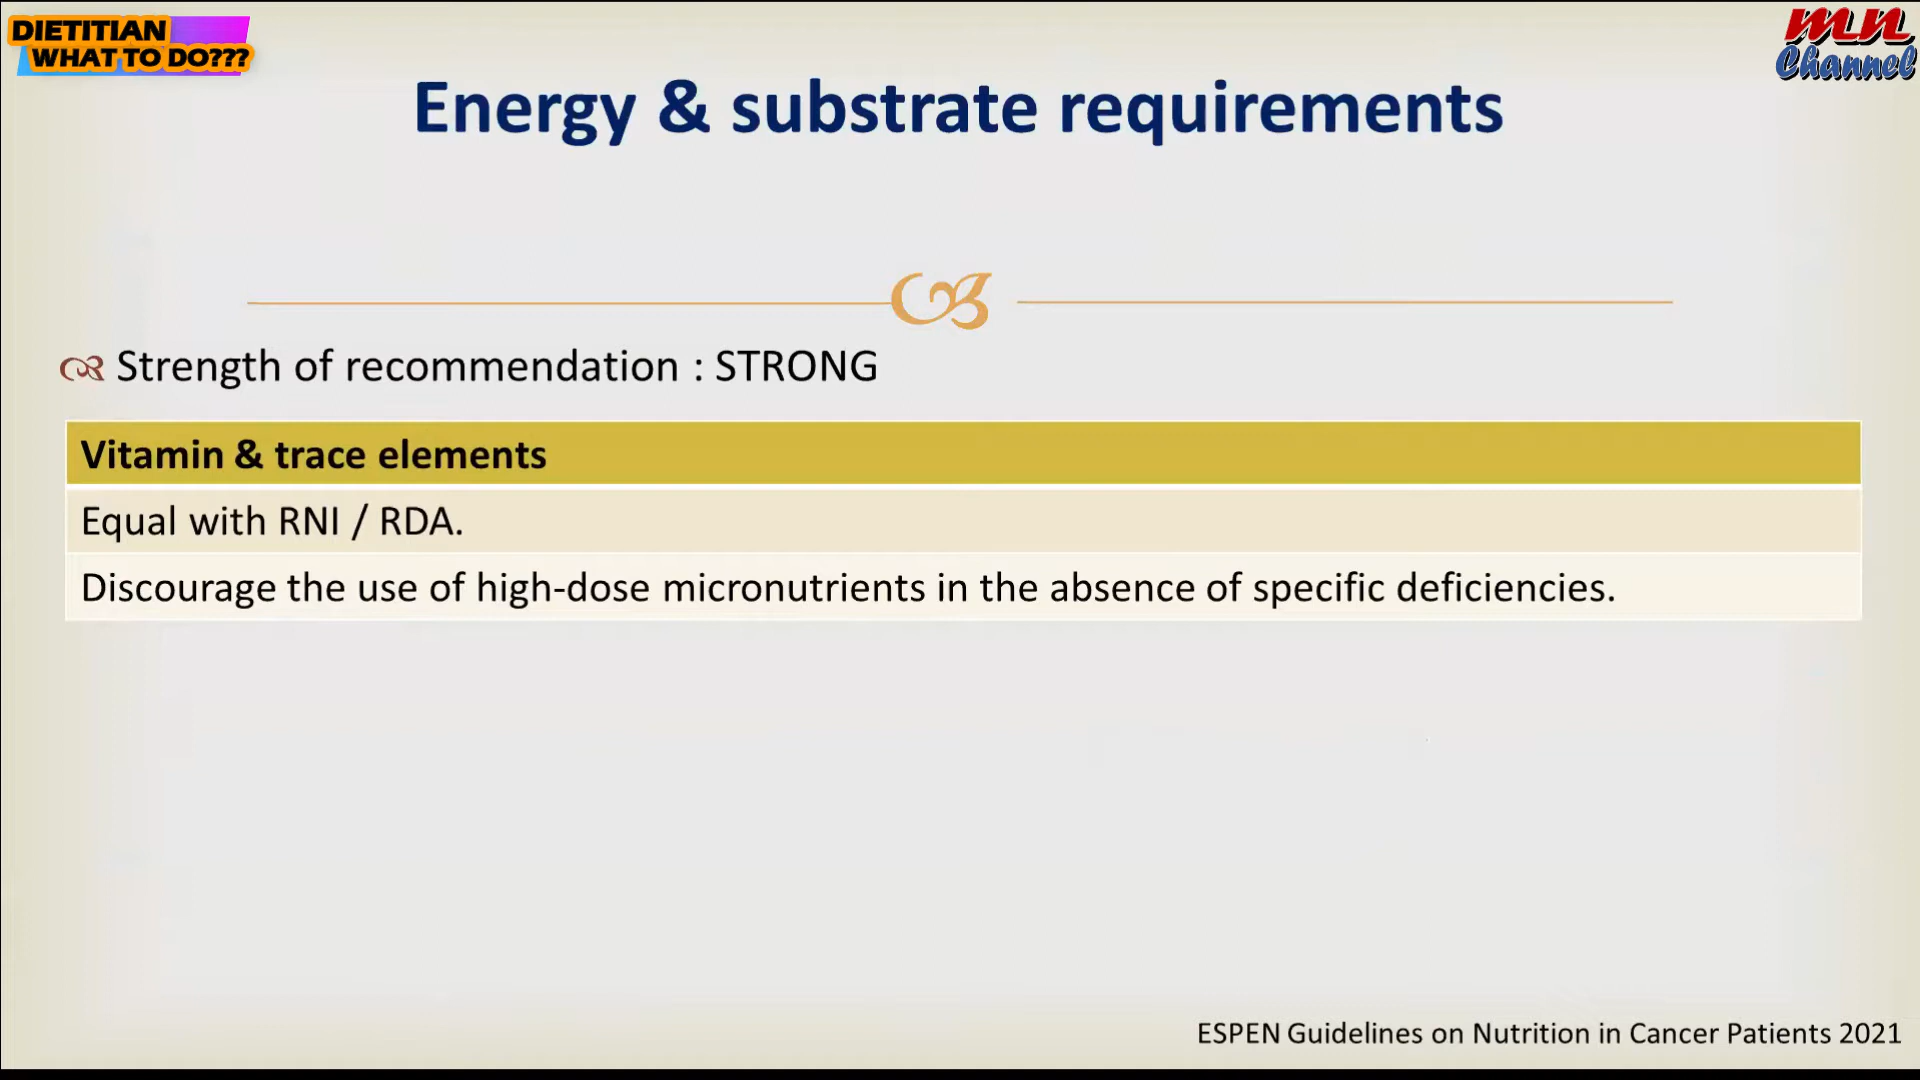 DIETITIAN
WHAT TO DO???
MN
Channel
Energy & substrate requirements
Strength of recommendation : STRONG
Vitamin & trace elements
Equal with RNI / RDA.
Discourage the use of high-dose micronutrients in the absence of specific deficiencies.
ESPEN Guidelines on Nutrition in Cancer Patients 2021